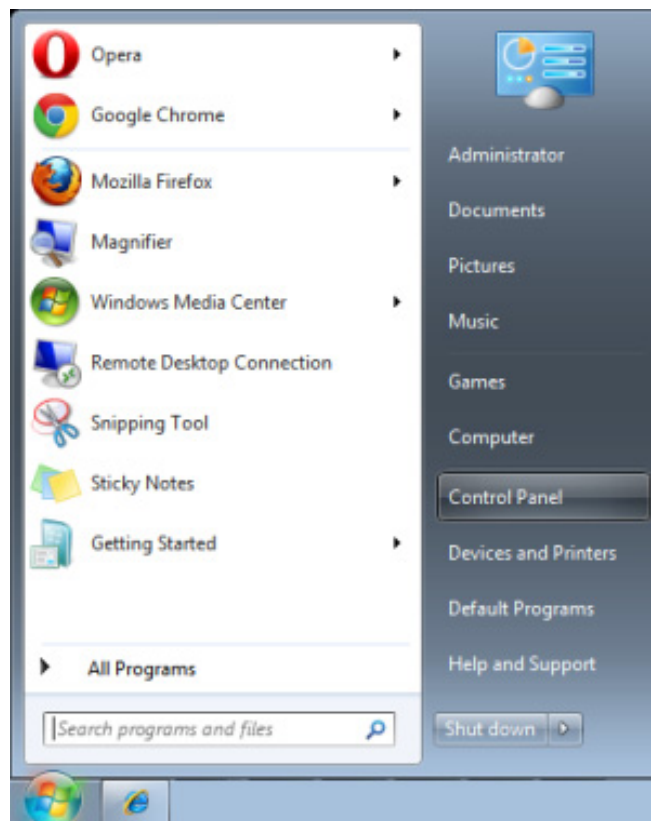 Opera
Google Chrome
Mozilla Firefox
Magnifier
Windows Media Center
Remote Desktop Connection
Snipping Tool
Sticky Notes
Getting Started
All Programs
Search programs and files
Administrator
Documents
Pictures
Music
Games
Computer
Control Panel
Devices and Printers
Default Programs
Help and Support
Shut down